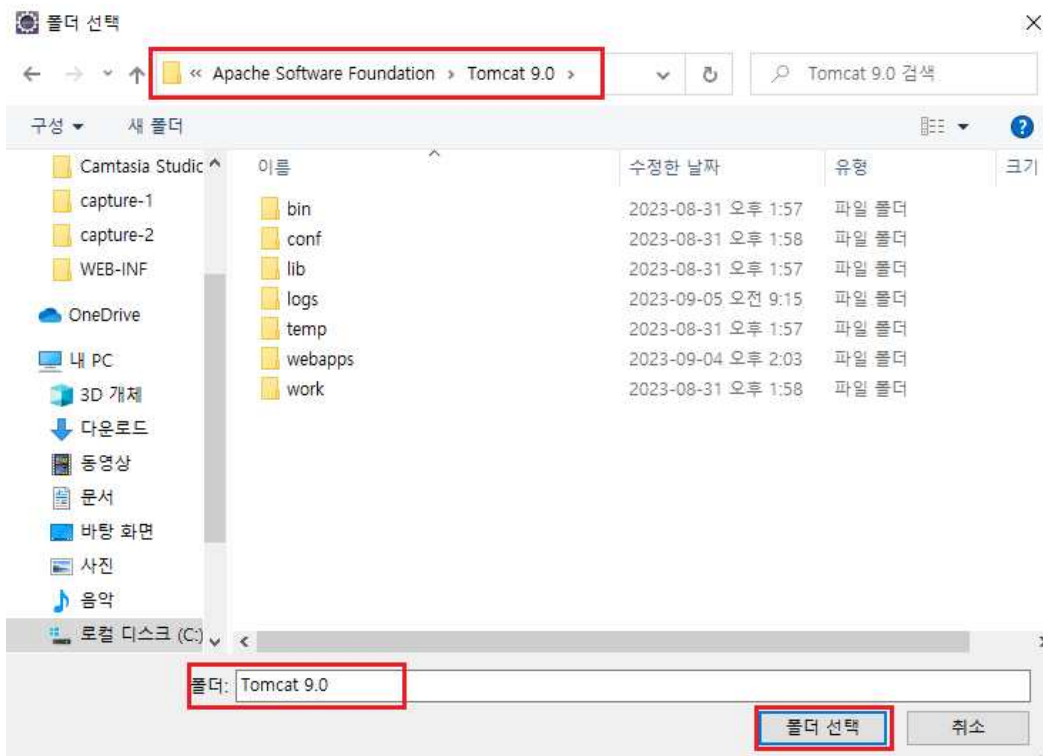 폴더 선택
« Apache Software Foundation › Tomcat 9.0 ›
Tomcat 9.0 검색
구성
새 폴더
이름 수정한 날짜 유형 크기
Camtasia Studic
capture-1
capture-2
WEB-INF
OneDrive
내 PC
3D 개체
다운로드
동영상
문서
바탕 화면
사진
음악
로컬 디스크 (C:)
bin 2023-08-31 오후 1:57 파일 폴더
conf 2023-08-31 오후 1:58 파일 폴더
lib 2023-08-31 오후 1:57 파일 폴더
logs 2023-09-05 오전 9:15 파일 폴더
temp 2023-08-31 오후 1:57 파일 폴더
webapps 2023-09-04 오후 2:03 파일 폴더
work 2023-08-31 오후 1:58 파일 폴더
폴더: Tomcat 9.0
폴더 선택 취소